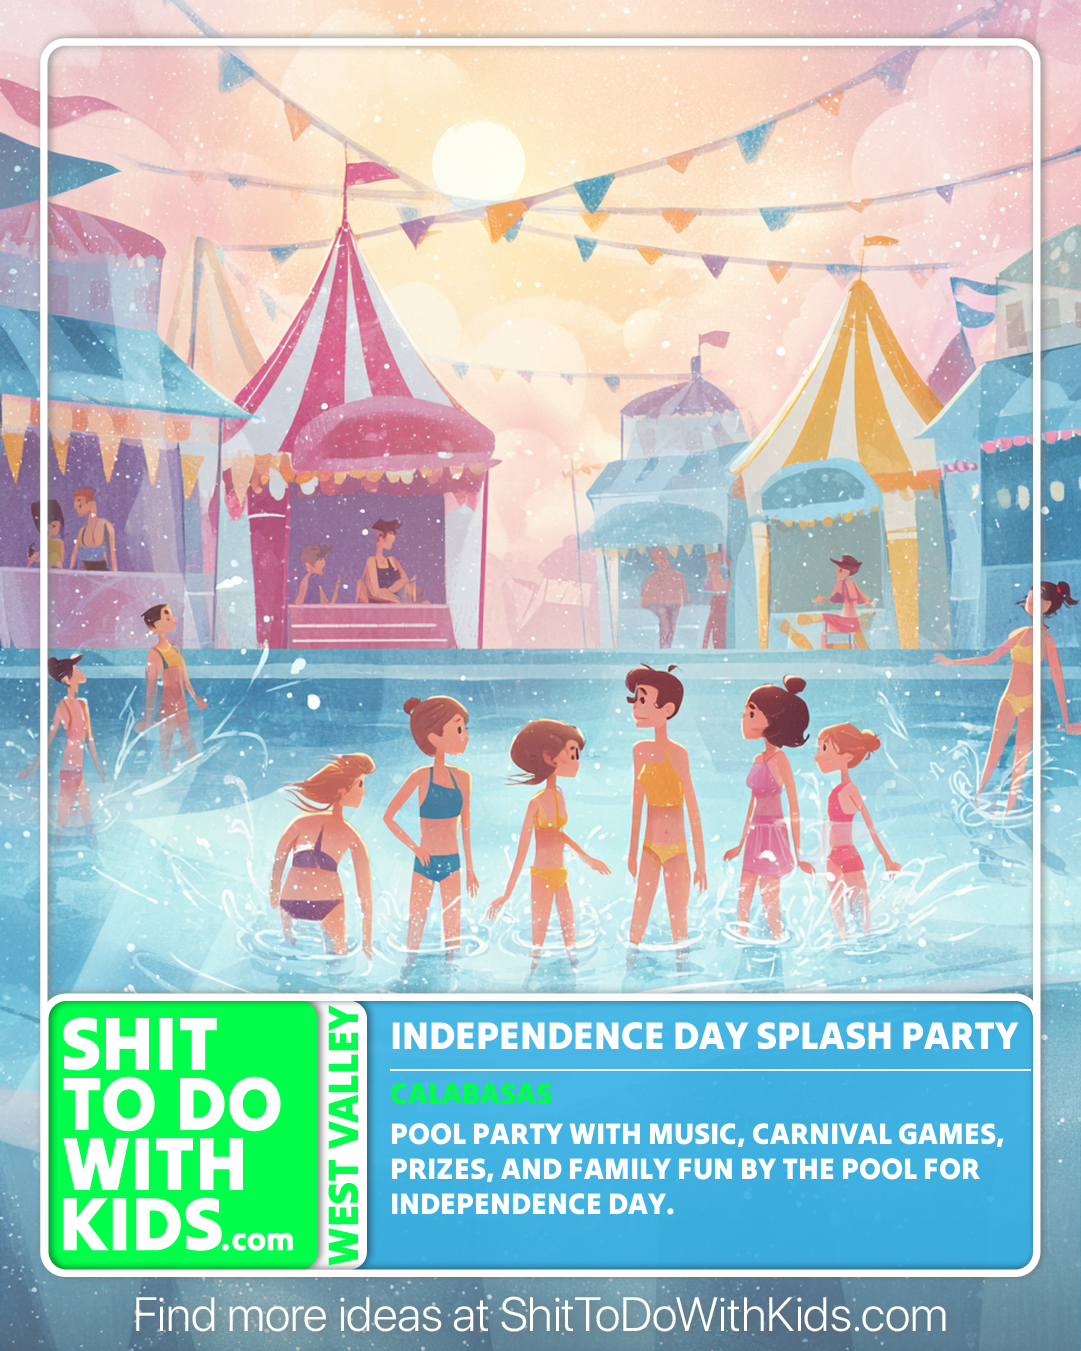 SHIT
TO DO
WITH
KIDS.com
WEST VALLEY
INDEPENDENCE DAY SPLASH PARTY
CALABASAS
POOL PARTY WITH MUSIC, CARNIVAL GAMES,
PRIZES, AND FAMILY FUN BY THE POOL FOR
INDEPENDENCE DAY.
Find more ideas at ShitToDoWithKids.com